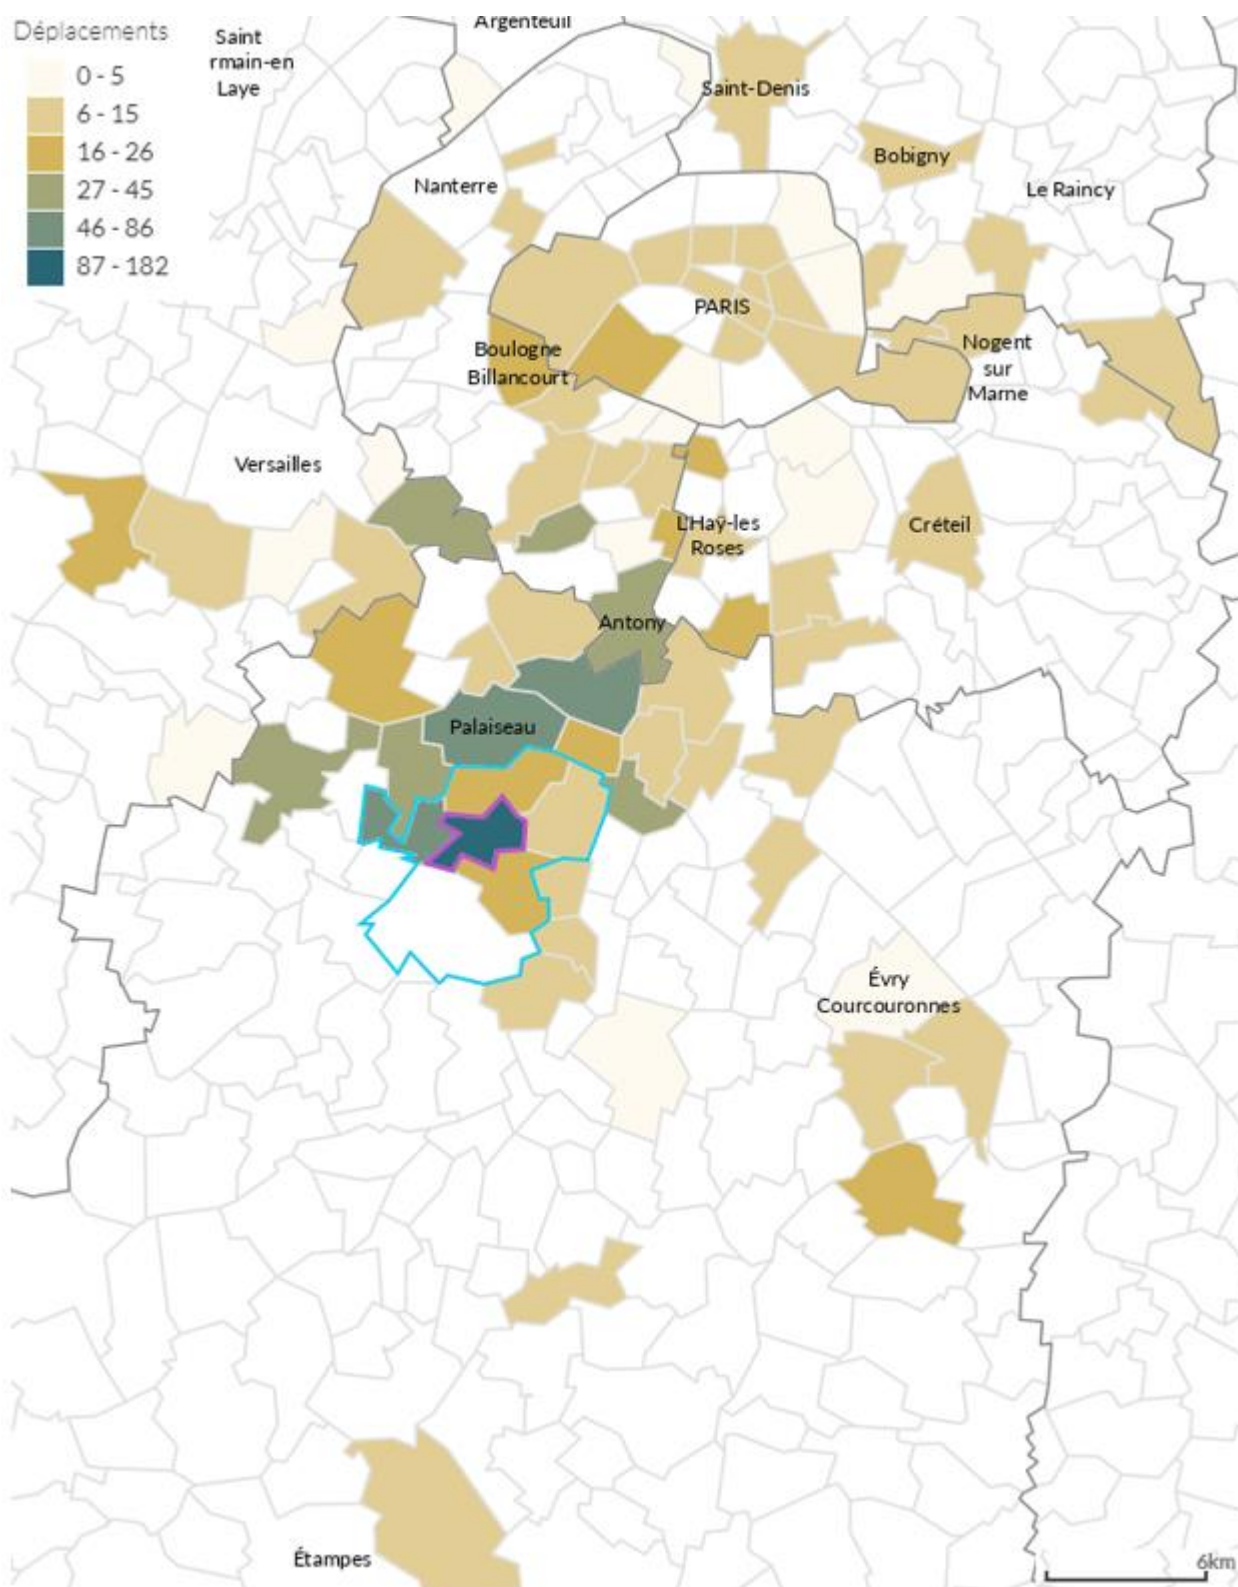 Déplacements
0 - 5
6 - 15
16 - 26
27 - 45
46 - 86
87 - 182
Saint
rmain-en
Laye
Argenteuil
Saint-Denis
Bobigny
Nanterre
Le Raincy
PARIS
Boulogne
Billancourt
Nogent
sur
Marne
Versailles
L'Haÿ-les
Roses
Créteil
Antony
Palaiseau
Évry
Courcouronnes
Étampes
6km